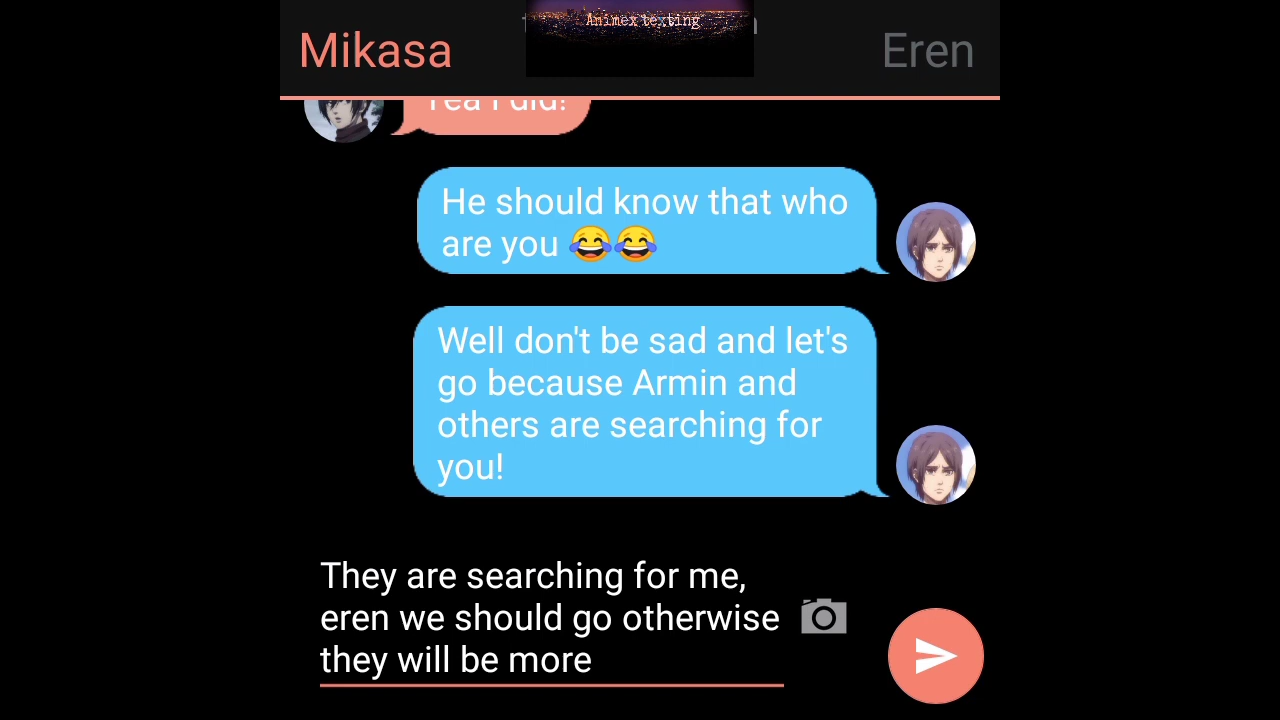 Animex texting
Mikasa
Eren
Yea I did!
He should know that who
are you 😂😂
Well don't be sad and let's
go because Armin and
others are searching for
you!
They are searching for me,
eren we should go otherwise
they will be more